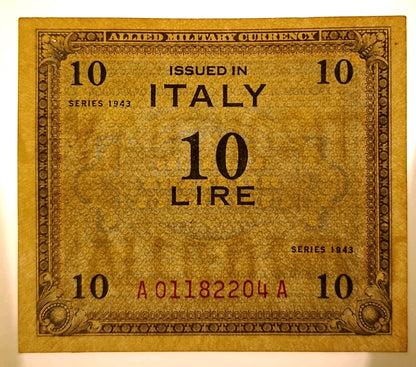 ALLIED MILITARY CURRENCY
10 ISSUED IN 10
SERIES 1943 ITALY
10
LIRE
SERIES 1943
10 A 01182204 A 10